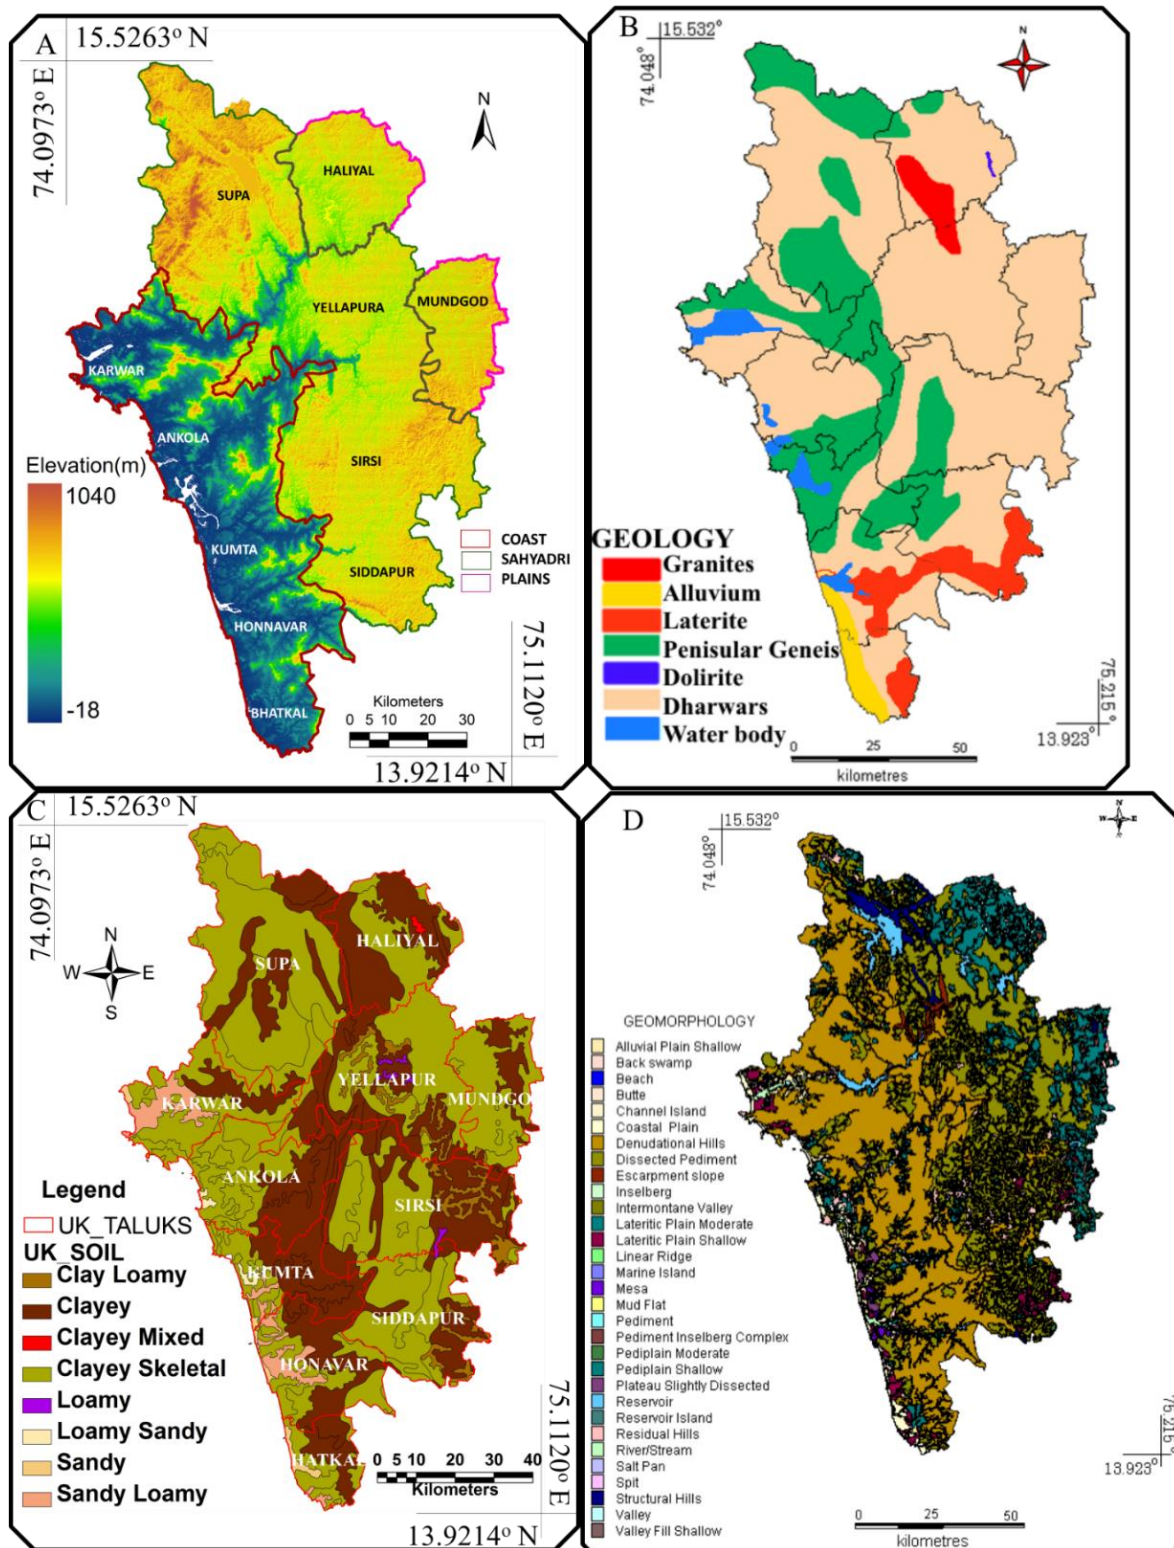 A
15.5263° N
74.0973° E
N
SUPA
HALIYAL
YELLAPURA
MUNDGOD
KARWAR
ANKOLA
SIRSI
KUMTA
SIDDAPUR
HONNAVAR
BHATKAL
Elevation(m)
1040
-18
COAST
SAHYADRI
PLAINS
Kilometers
0 5 10 20 30
75.1120° E
13.9214° N
B
15.532°
74.048°
N
GEOLOGY
Granites
Alluvium
Laterite
Penisular Geneis
Dolirite
Dharwars
Water body
0 25 50
kilometres
75.215°
13.923°
C
15.5263° N
74.0973° E
N
W E
S
SUPA
HALIYAL
YELLAPUR
MUNDGO
KARWAR
ANKOLA
SIRSI
KUMTA
SIDDAPUR
HONAVAR
HATKAL
Legend
UK_TALUKS
UK_SOIL
Clay Loamy
Clayey
Clayey Mixed
Clayey Skeletal
Loamy
Loamy Sandy
Sandy
Sandy Loamy
0 5 10 20 30 40
Kilometers
75.1120° E
13.9214° N
D
15.532°
74.048°
N
W E
S
GEOMORPHOLOGY
Alluvial Plain Shallow
Back swamp
Beach
Butte
Channel Island
Coastal Plain
Denudational Hills
Dissected Pediment
Escarpment slope
Inselberg
Intermontane Valley
Lateritic Plain Moderate
Lateritic Plain Shallow
Linear Ridge
Marine Island
Mesa
Mud Flat
Pediment
Pediment Inselberg Complex
Pediplain Moderate
Pediplain Shallow
Plateau Slightly Dissected
Reservoir
Reservoir Island
Residual Hills
River/Stream
Salt Pan
Spit
Structural Hills
Valley
Valley Fill Shallow
0 25 50
kilometres
75.215°
13.923°